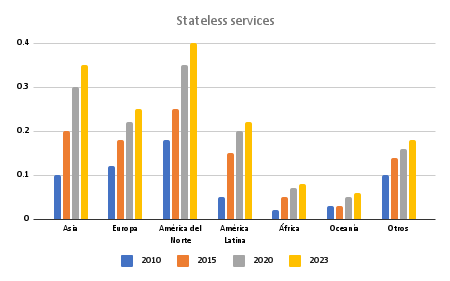 Stateless services
0.4
0.3
0.2
0.1
0
Asia
Europa
América del
Norte
América
Latina
África
Oceanía
Otros
2010
2015
2020
2023